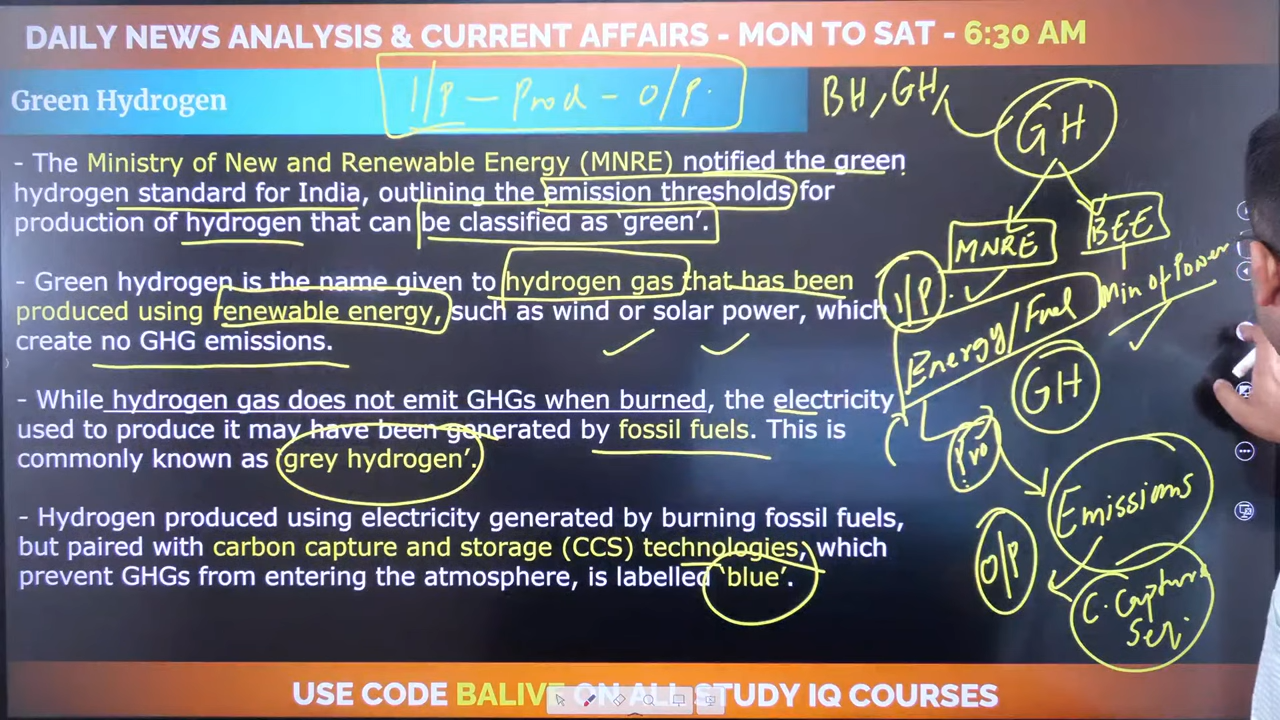 DAILY NEWS ANALYSIS & CURRENT AFFAIRS - MON TO SAT - 6:30 AM
Green Hydrogen
I/P - Prod - O/P.
BH, GH,
GH
- The Ministry of New and Renewable Energy (MNRE) notified the green
hydrogen standard for India, outlining the emission thresholds for
production of hydrogen that can be classified as ‘green’.
MNRE
BEE
Min of Power
- Green hydrogen is the name given to hydrogen gas that has been
produced using renewable energy, such as wind or solar power, which
create no GHG emissions.
I/P.
Energy/Fuel
GH
- While hydrogen gas does not emit GHGs when burned, the electricity
used to produce it may have been generated by fossil fuels. This is
commonly known as ‘grey hydrogen’.
Pro
Emissions
- Hydrogen produced using electricity generated by burning fossil fuels,
but paired with carbon capture and storage (CCS) technologies, which
prevent GHGs from entering the atmosphere, is labelled ‘blue’.
O/P
C. Capture
Seq.
USE CODE BALIVE ON ALL STUDY IQ COURSES